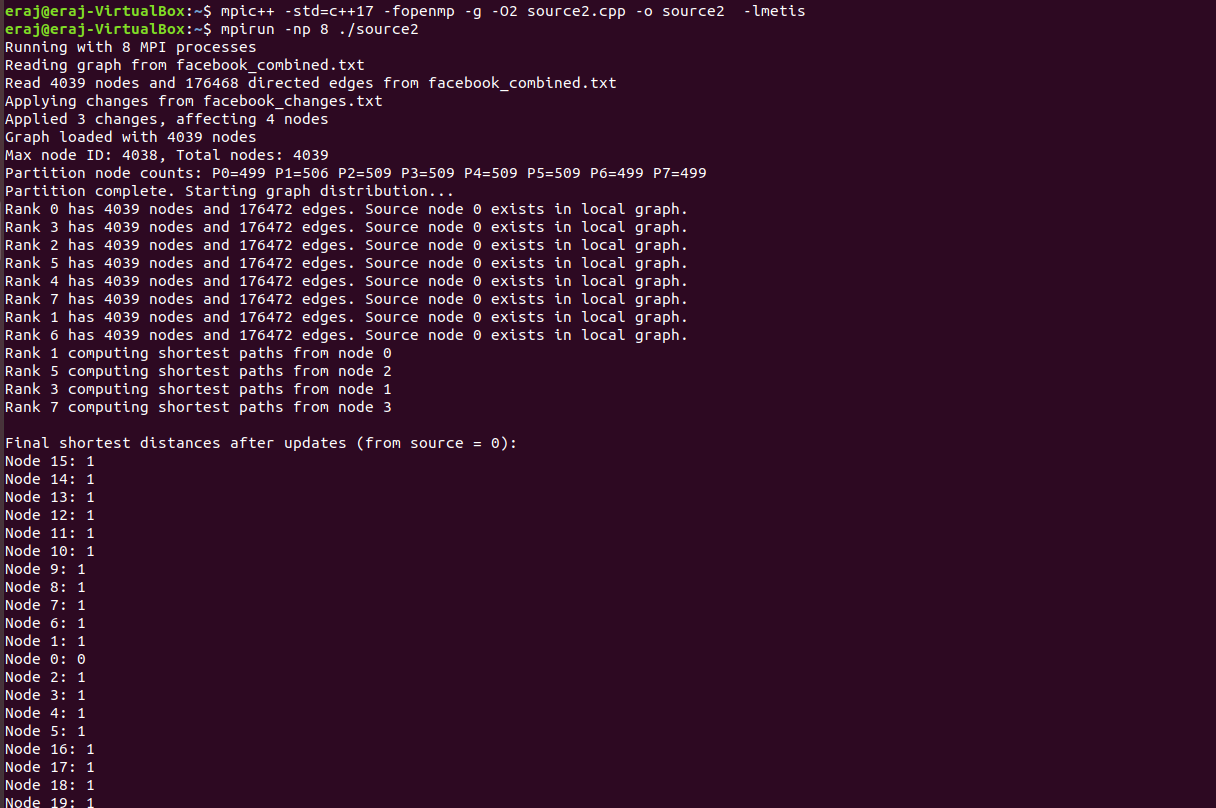 eraj@eraj-VirtualBox:~$ mpic++ -std=c++17 -fopenmp -g -O2 source2.cpp -o source2  -lmetis
eraj@eraj-VirtualBox:~$ mpirun -np 8 ./source2
Running with 8 MPI processes
Reading graph from facebook_combined.txt
Read 4039 nodes and 176468 directed edges from facebook_combined.txt
Applying changes from facebook_changes.txt
Applied 3 changes, affecting 4 nodes
Graph loaded with 4039 nodes
Max node ID: 4038, Total nodes: 4039
Partition node counts: P0=499 P1=506 P2=509 P3=509 P4=509 P5=509 P6=499 P7=499
Partition complete. Starting graph distribution...
Rank 0 has 4039 nodes and 176472 edges. Source node 0 exists in local graph.
Rank 3 has 4039 nodes and 176472 edges. Source node 0 exists in local graph.
Rank 2 has 4039 nodes and 176472 edges. Source node 0 exists in local graph.
Rank 5 has 4039 nodes and 176472 edges. Source node 0 exists in local graph.
Rank 4 has 4039 nodes and 176472 edges. Source node 0 exists in local graph.
Rank 7 has 4039 nodes and 176472 edges. Source node 0 exists in local graph.
Rank 1 has 4039 nodes and 176472 edges. Source node 0 exists in local graph.
Rank 6 has 4039 nodes and 176472 edges. Source node 0 exists in local graph.
Rank 1 computing shortest paths from node 0
Rank 5 computing shortest paths from node 2
Rank 3 computing shortest paths from node 1
Rank 7 computing shortest paths from node 3
Final shortest distances after updates (from source = 0):
Node 15: 1
Node 14: 1
Node 13: 1
Node 12: 1
Node 11: 1
Node 10: 1
Node 9: 1
Node 8: 1
Node 7: 1
Node 6: 1
Node 1: 1
Node 0: 0
Node 2: 1
Node 3: 1
Node 4: 1
Node 5: 1
Node 16: 1
Node 17: 1
Node 18: 1
Node 19: 1